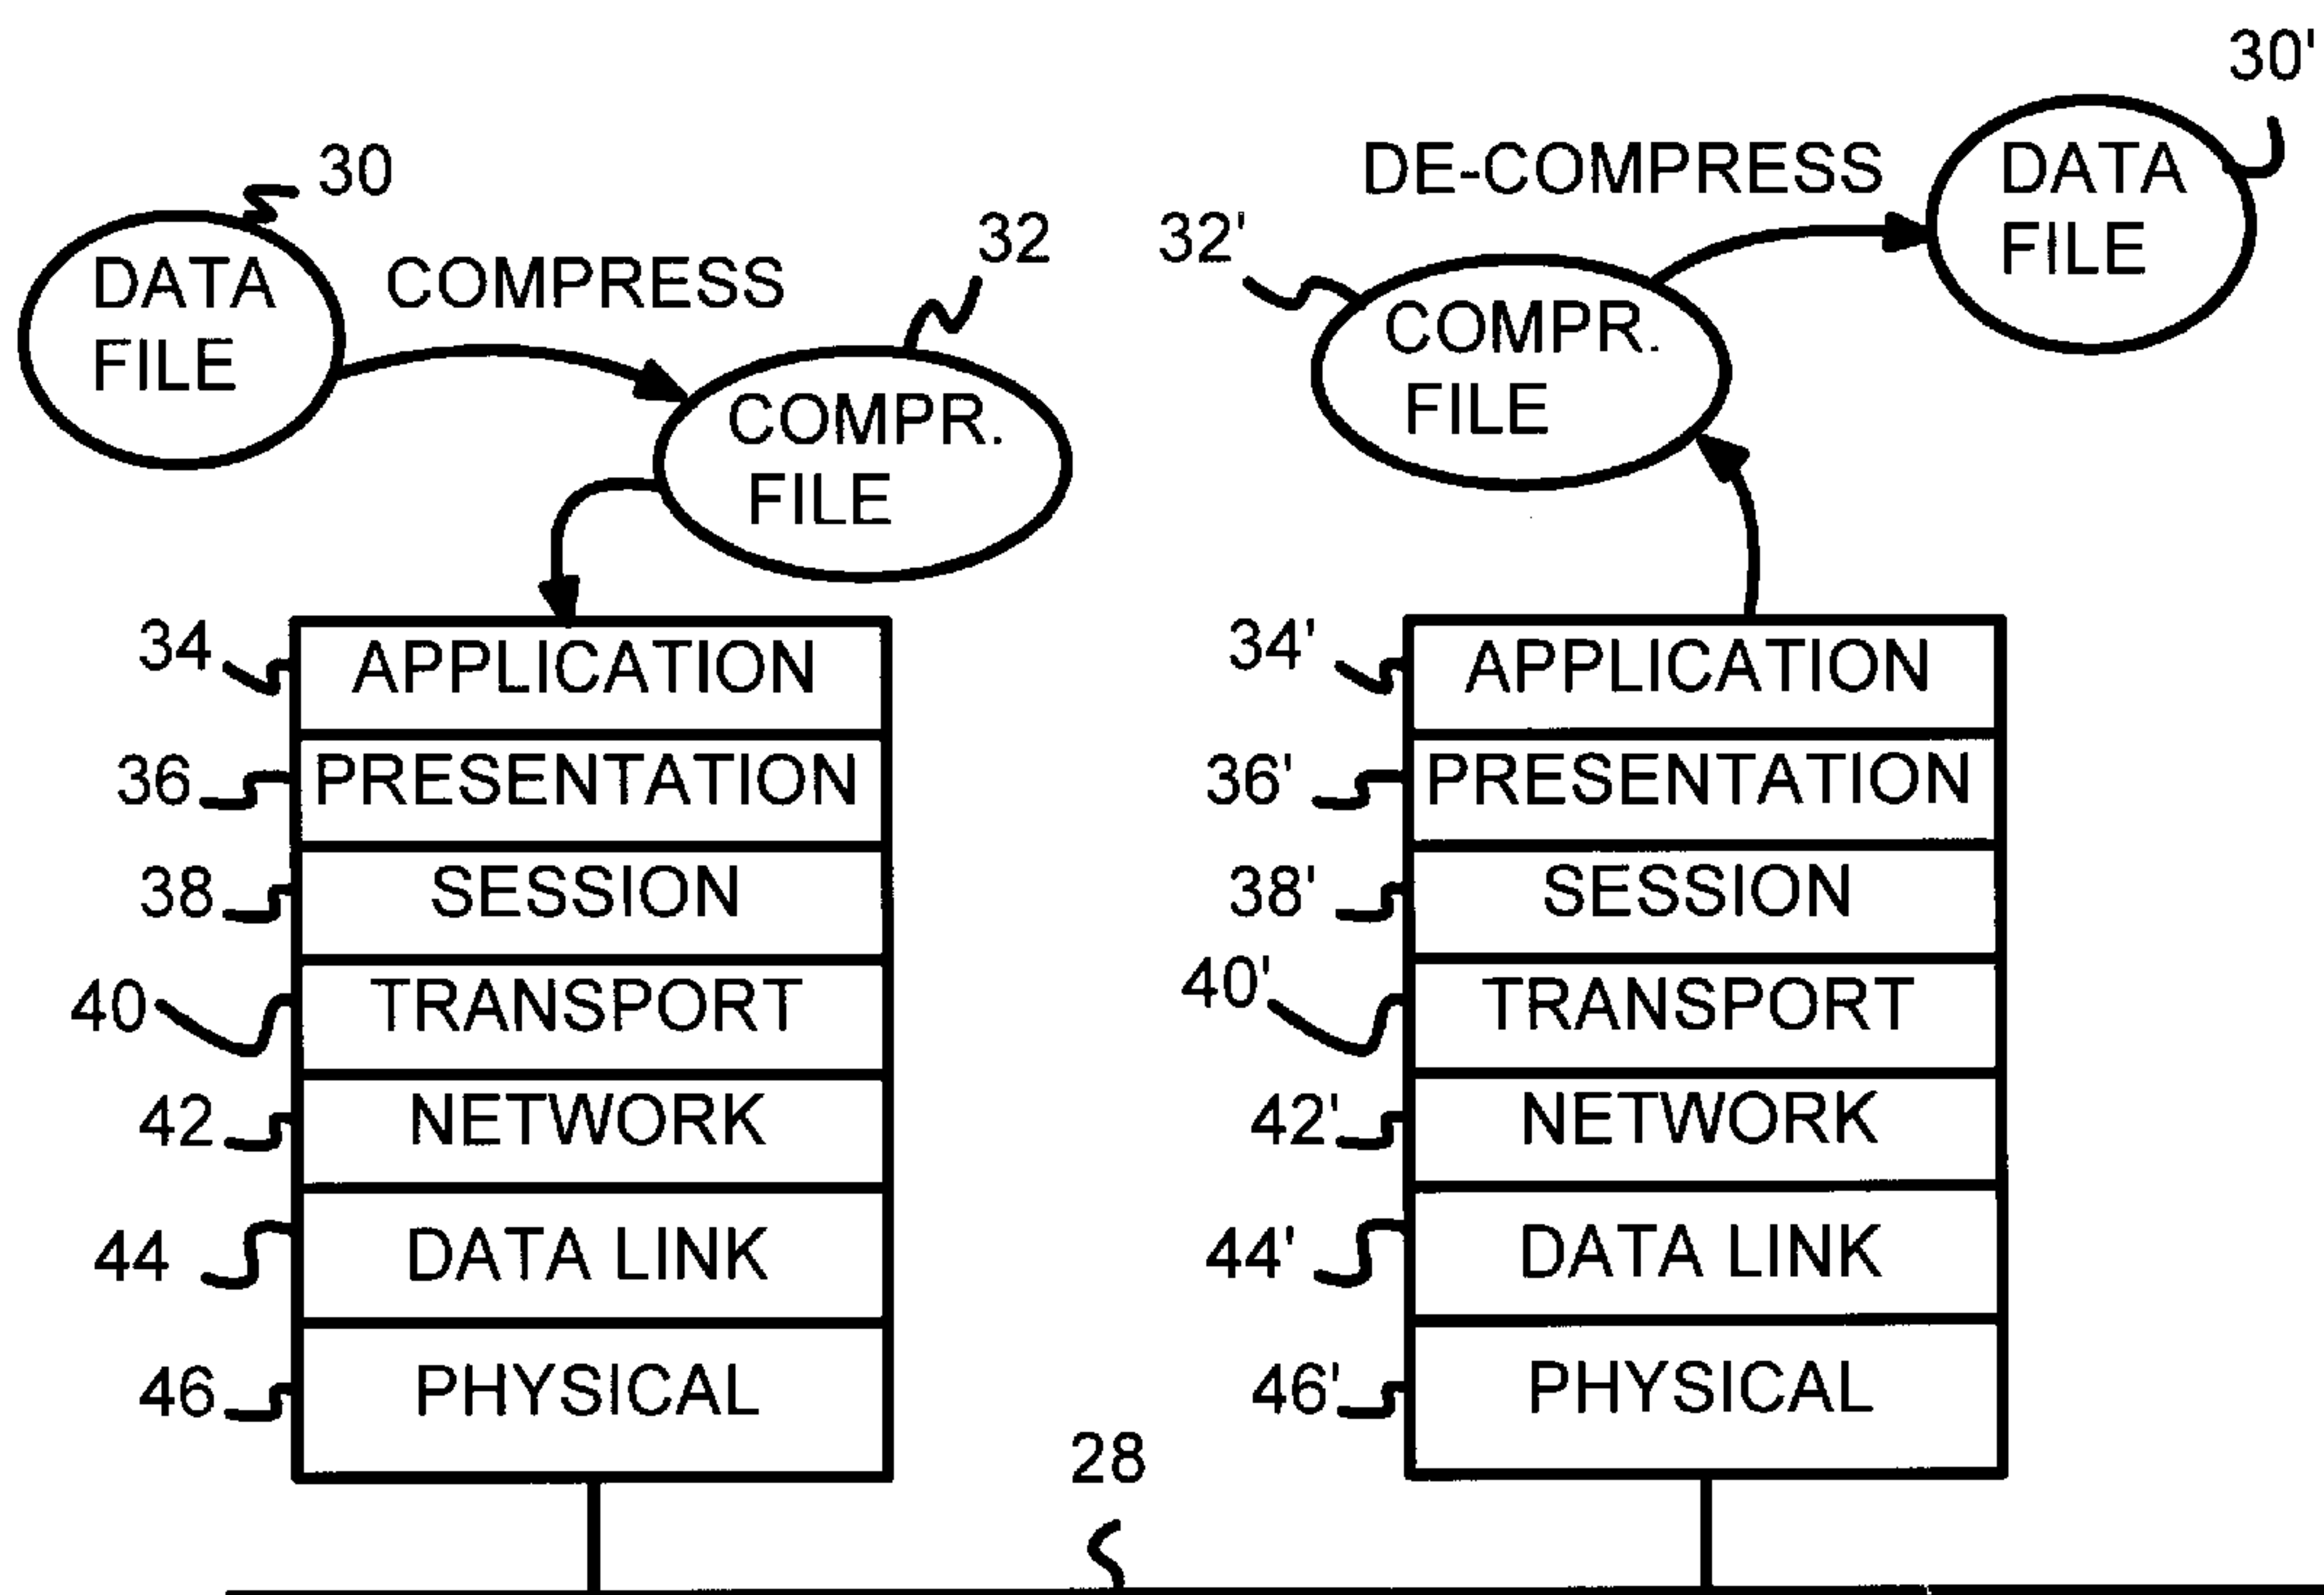 30'
30
DE-COMPRESS
DATA
FILE
32
32'
DATA
FILE
COMPRESS
COMPR.
FILE
COMPR.
FILE
34
APPLICATION
34'
APPLICATION
36
PRESENTATION
36'
PRESENTATION
38
SESSION
38'
SESSION
40
TRANSPORT
40'
TRANSPORT
42
NETWORK
42'
NETWORK
44
DATA LINK
44'
DATA LINK
46
PHYSICAL
46'
PHYSICAL
28